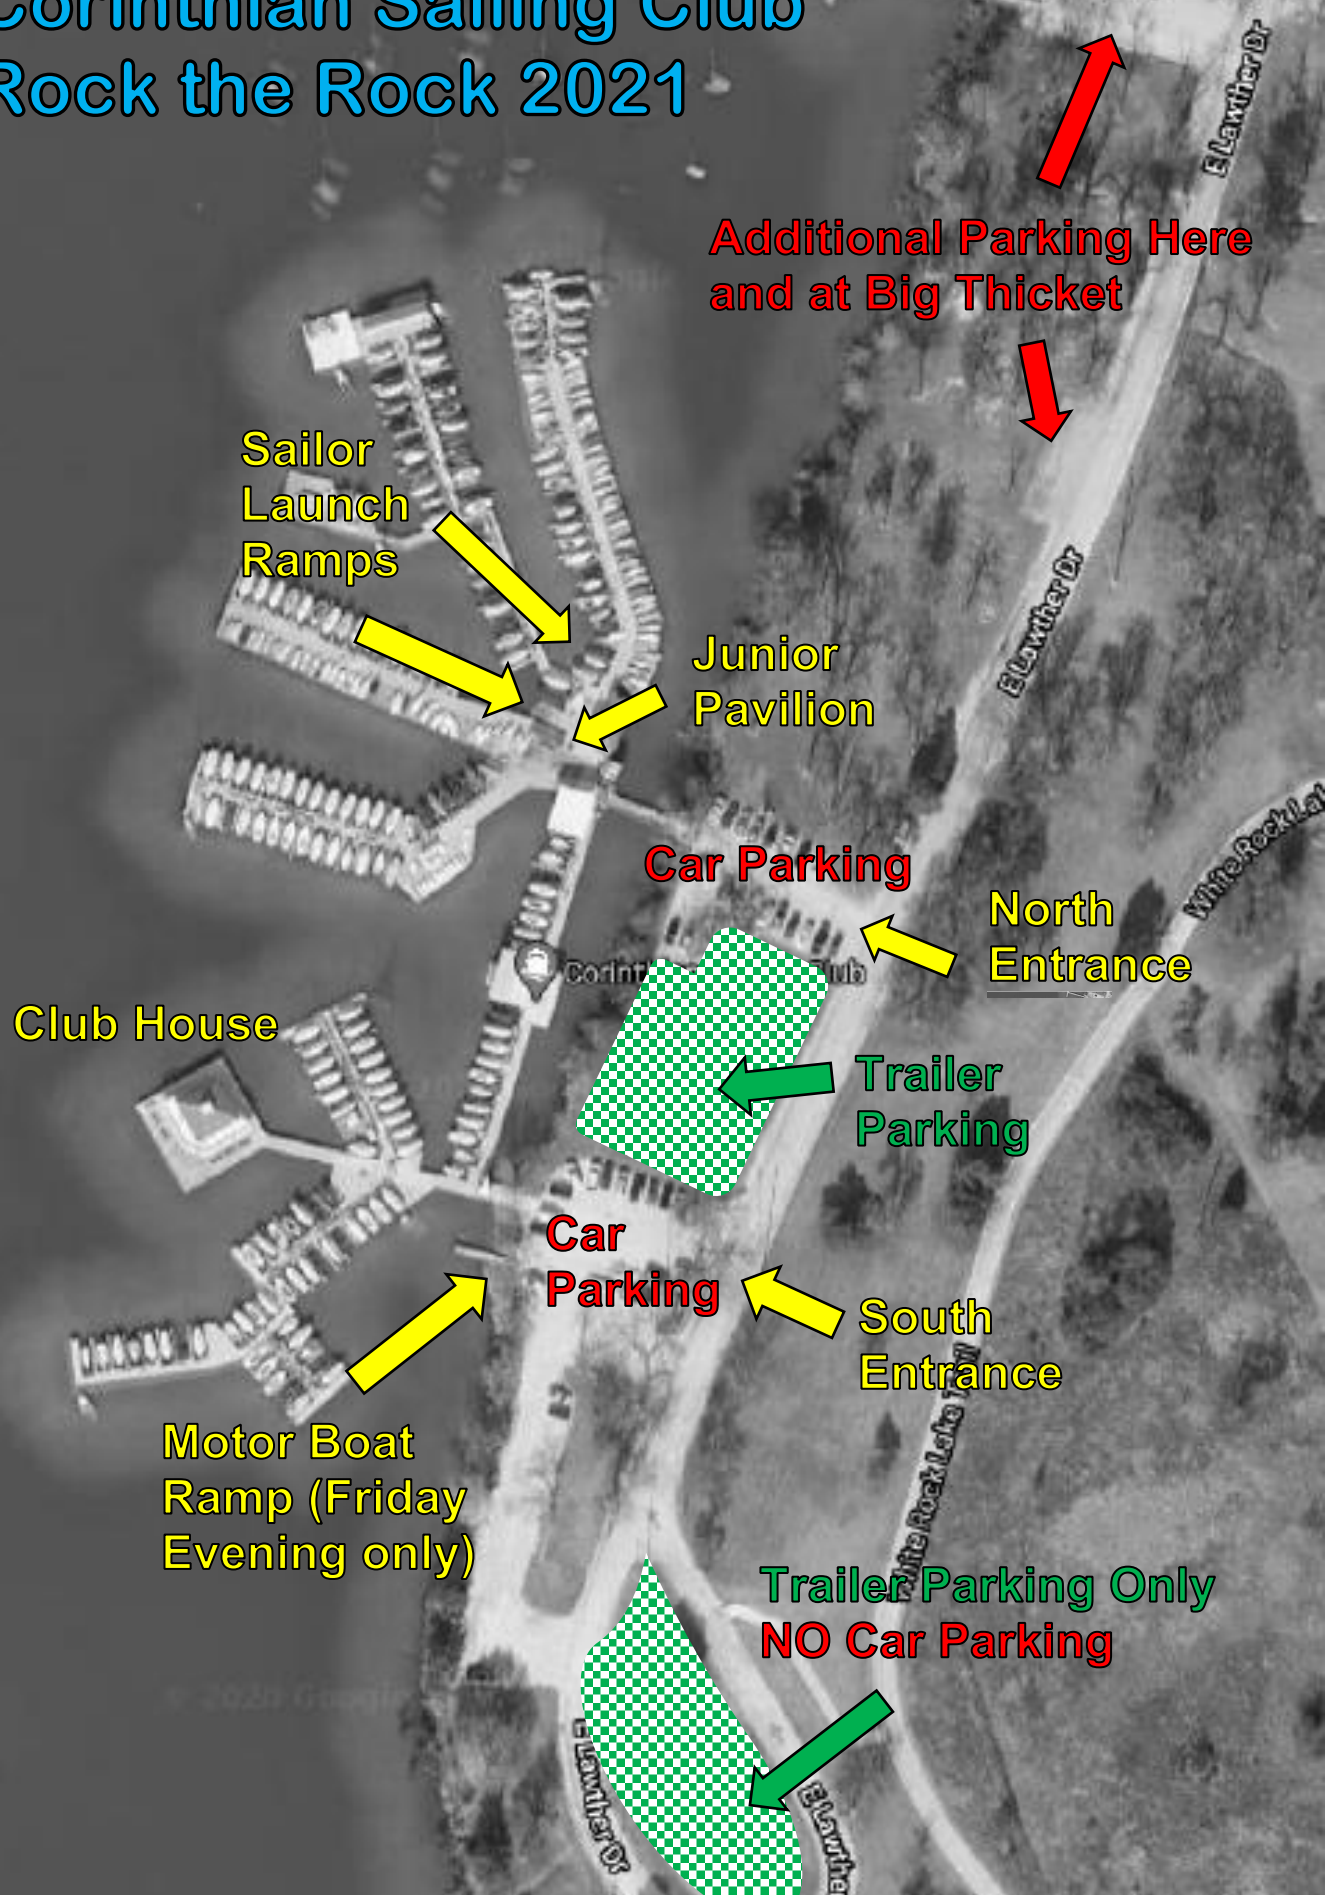 Corinthian Sailing Club
Rock the Rock 2021
E Lawther Dr
Additional Parking Here
and at Big Thicket
Sailor
Launch
Ramps
E Lawther Dr
Junior
Pavilion
White Rock
Car Parking
North
Entrance
Club House
Trailer
Parking
Car
Parking
South
Entrance
White Rock Lake
Motor Boat
Ramp (Friday
Evening only)
Trailer Parking Only
NO Car Parking
© 2020
E Lawther Dr
E Lawther